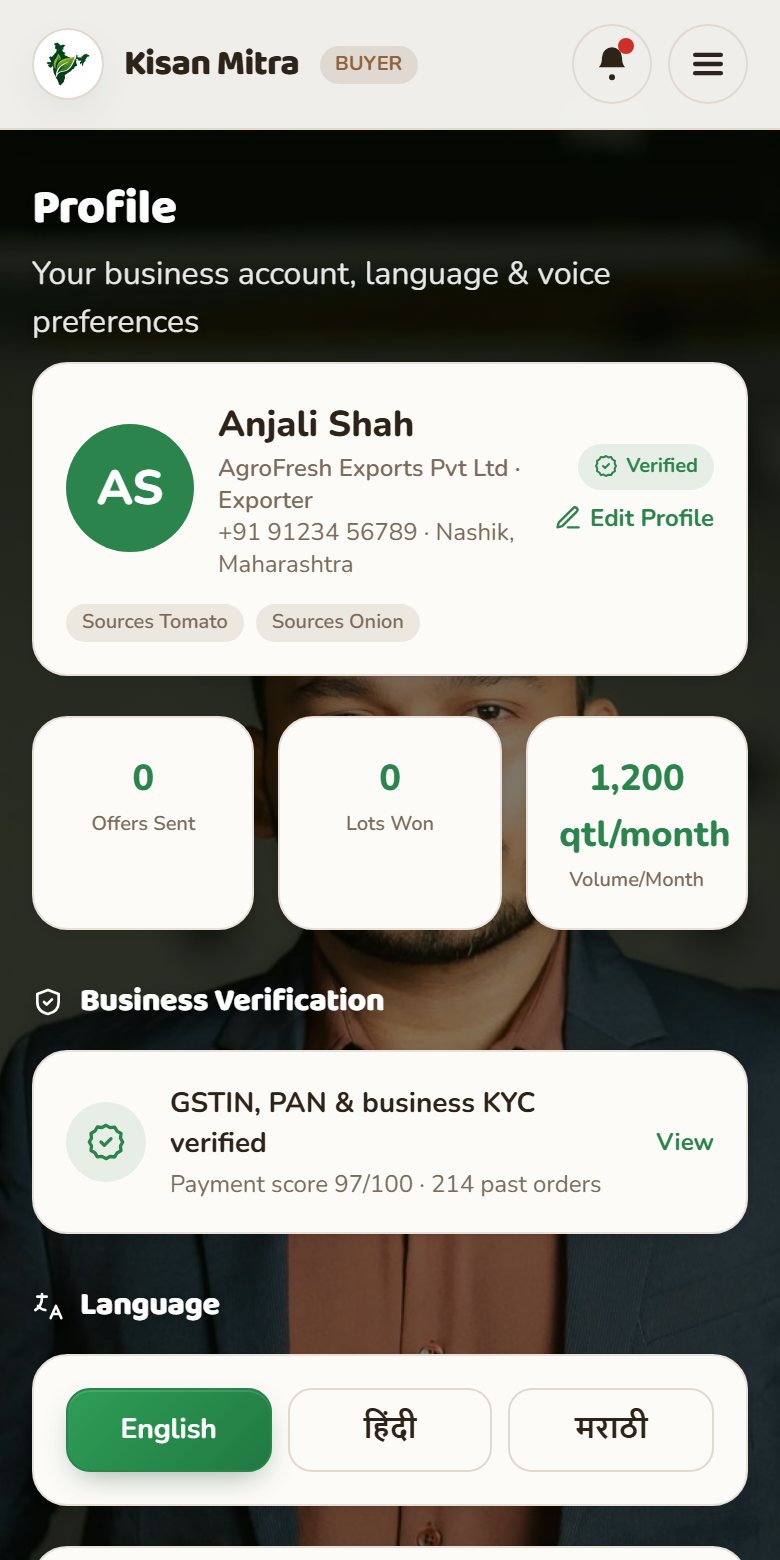 Kisan Mitra BUYER
Profile
Your business account, language & voice
preferences
AS
Anjali Shah
AgroFresh Exports Pvt Ltd ·
Exporter
+91 91234 56789 · Nashik,
Maharashtra
Verified
Edit Profile
Sources Tomato Sources Onion
0
Offers Sent
0
Lots Won
1,200
qtl/month
Volume/Month
Business Verification
GSTIN, PAN & business KYC
verified
Payment score 97/100 · 214 past orders
View
Language
English हिंदी मराठी